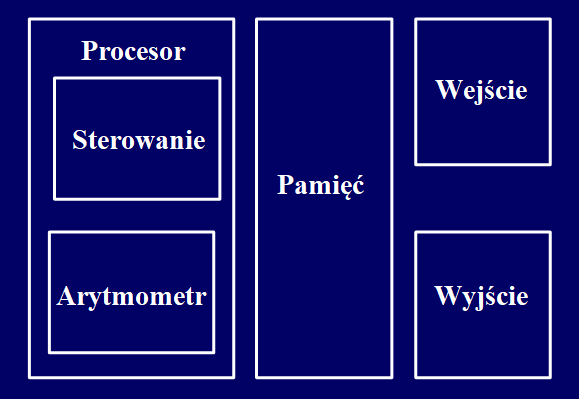 Procesor
Sterowanie
Arytmometr
Pamięć
Wejście
Wyjście